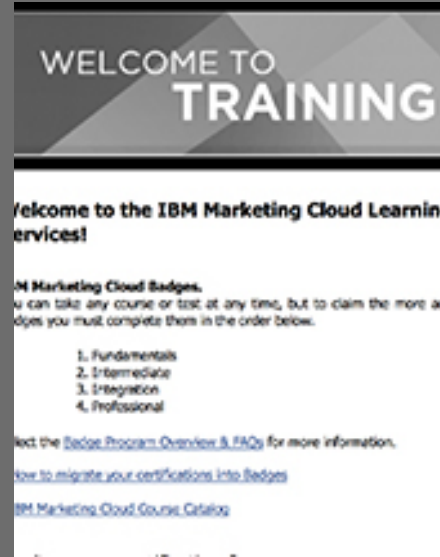 WELCOME TO
TRAINING
elcome to the IBM Marketing Cloud Learnin
ervices!
M Marketing Cloud Badges.
u can take any course or test at any time, but to claim the more a
dges you must complete them in the order below.
1. Fundamentals
2. Intermediate
3. Integration
4. Professional
lect the Badge Program Overview & FAQs for more information.
How to migrate your certifications into Badges
IBM Marketing Cloud Course Catalog